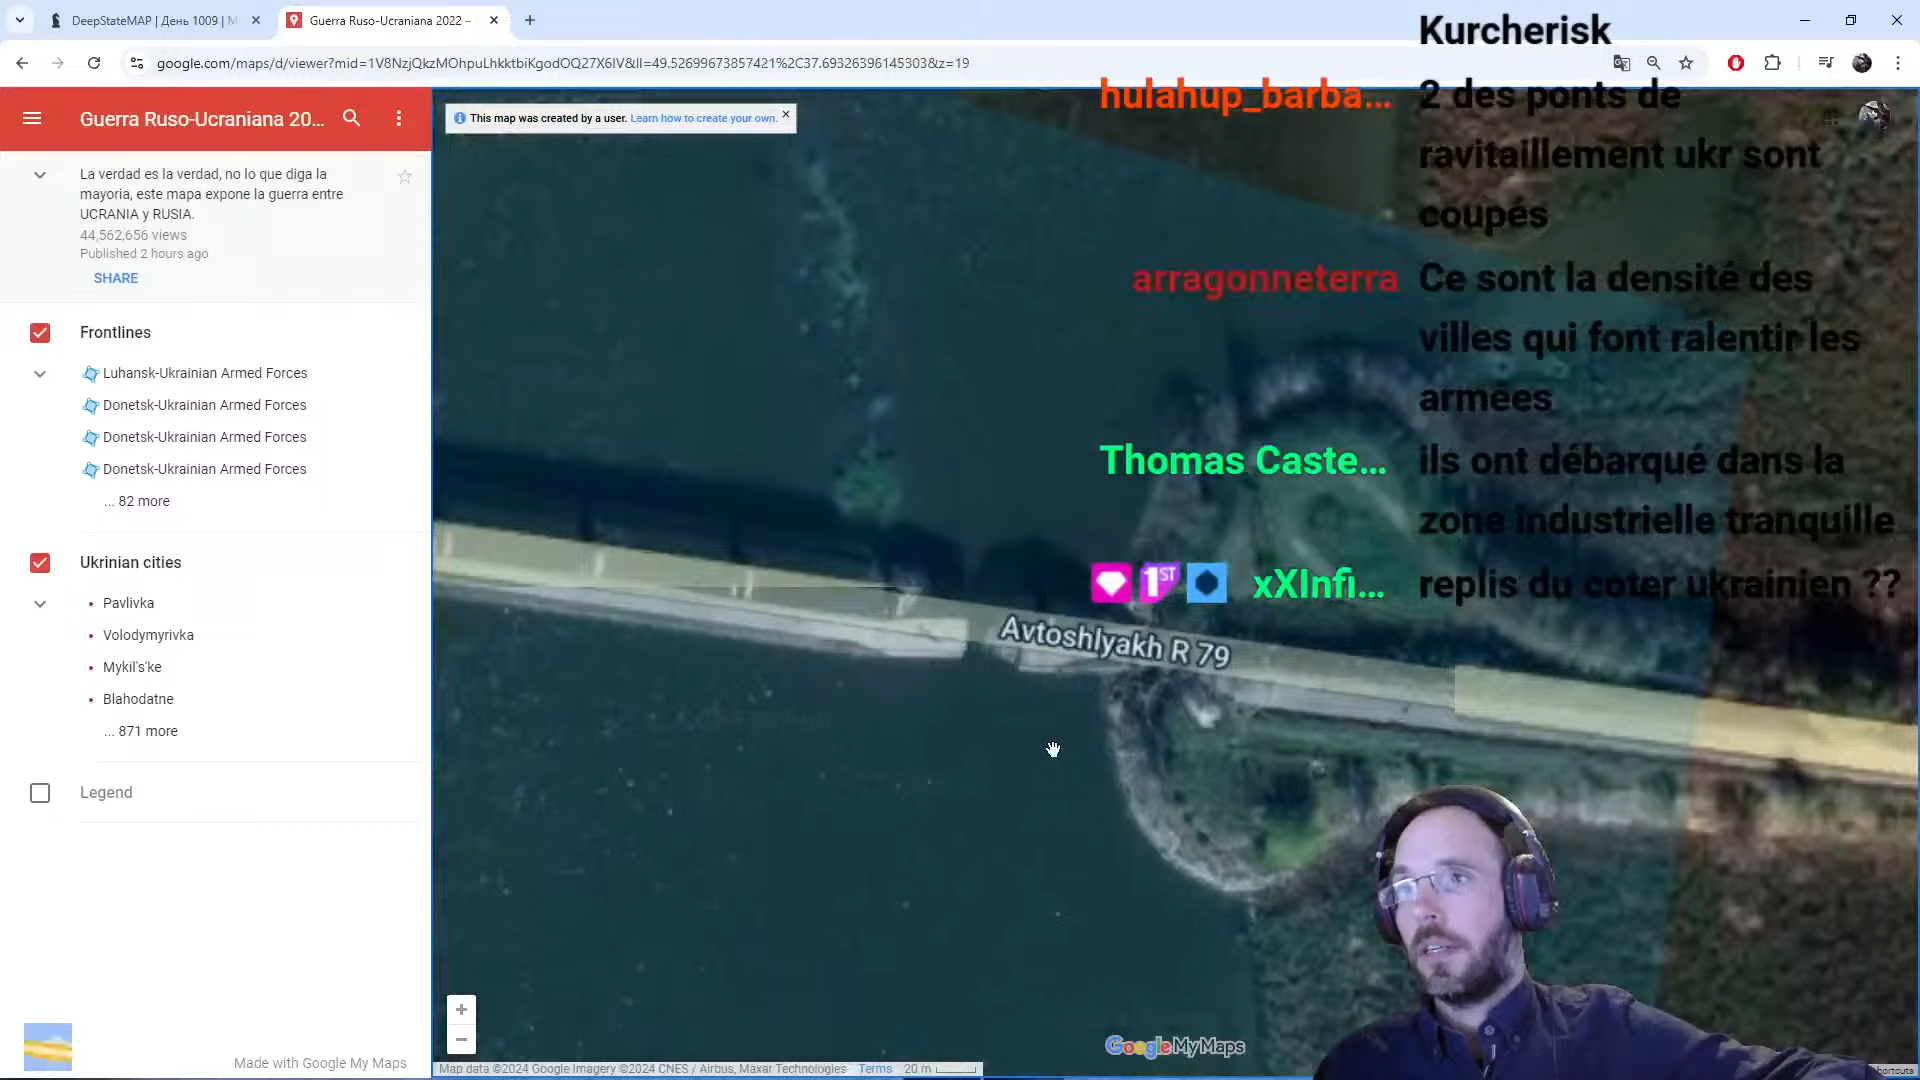 DeepStateMAP | День 1009 | М
Guerra Ruso-Ucraniana 2022 –
google.com/maps/d/viewer?mid=1V8NzjQkzMOhpuLhkktbiKgodOQ27X6IV&ll=49.52699673857421%2C37.69326396145303&z=19
Guerra Ruso-Ucraniana 20...
La verdad es la verdad, no lo que diga la
mayoria, este mapa expone la guerra entre
UCRANIA y RUSIA.
44,562,656 views
Published 2 hours ago
SHARE
Frontlines
Luhansk-Ukrainian Armed Forces
Donetsk-Ukrainian Armed Forces
Donetsk-Ukrainian Armed Forces
Donetsk-Ukrainian Armed Forces
... 82 more
Ukrinian cities
Pavlivka
Volodymyrivka
Mykil's'ke
Blahodatne
... 871 more
Legend
Made with Google My Maps
This map was created by a user. Learn how to create your own.
Kurcherisk
hulahup_barba... 2 des ponts de
ravitaillement ukr sont
coupés
arragonneterra Ce sont la densité des
villes qui font ralentir les
armées
Thomas Caste... ils ont débarqué dans la
zone industrielle tranquille
1ST xXInfi... replis du coter ukrainien ??
Avtoshlyakh R 79
Google My Maps
Map data ©2024 Google Imagery ©2024 CNES / Airbus, Maxar Technologies Terms 20 m